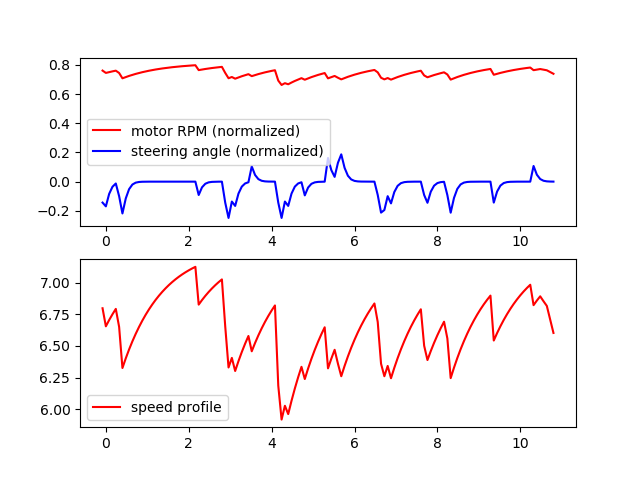 0.8
0.6
0.4
0.2
0.0
−0.2
motor RPM (normalized)
steering angle (normalized)
0 2 4 6 8 10
7.00
6.75
6.50
6.25
6.00
speed profile
0 2 4 6 8 10